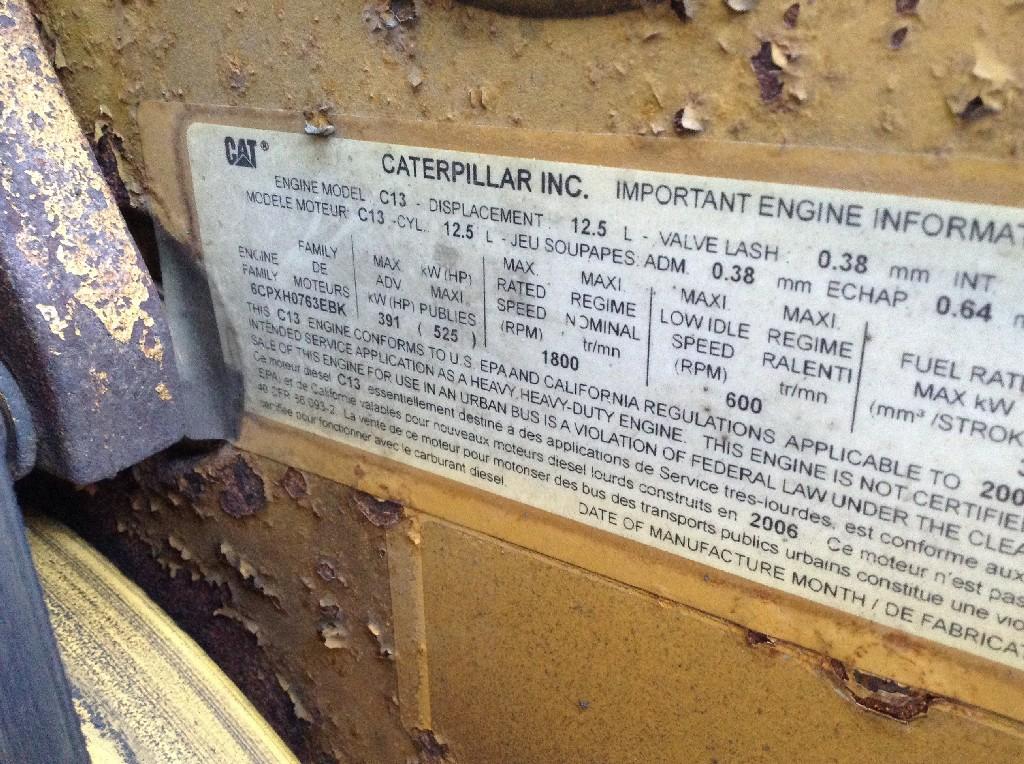 CAT® CATERPILLAR INC. IMPORTANT ENGINE INFORMAT
ENGINE MODEL C13 - DISPLACEMENT 12.5 L - VALVE LASH 0.38 mm INT
MODELE MOTEUR: C13 -CYL. 12.5 L - JEU SOUPAPES: ADM. 0.38 mm ECHAP. 0.64
ENGINE FAMILY
FAMILY DE MOTEURS
6CPXH0763EBK
MAX. kW (HP)
ADV MAXI
kW (HP) PUBLIES
391 ( 525 )
MAX. MAXI.
RATED REGIME
SPEED NOMINAL
(RPM) tr/mn
1800
MAXI. MAXI.
LOW IDLE REGIME
SPEED RALENTI
(RPM) tr/mn
600
FUEL RAT
MAX kW
(mm³ /STROK
THIS C13 ENGINE CONFORMS TO U.S. EPA AND CALIFORNIA REGULATIONS APPLICABLE TO 200
INTENDED SERVICE APPLICATION AS A HEAVY, HEAVY-DUTY ENGINE. THIS ENGINE IS NOT CERTIFIE
SALE OF THIS ENGINE FOR USE IN AN URBAN BUS IS A VIOLATION OF FEDERAL LAW UNDER THE CLEA
Ce moteur diesel C13 essentiellement destiné a des applications de Service tres-lourdes, est conforme aux
EPA et de Californie valables pour nouveaux moteurs diesel lourds construits en 2006 Ce moteur n'est pas
40 CFR 86 093-2. La vente de ce moteur pour motoriser des bus des transports publics urbains constitue une vio
pour fonctionner avec le carburant diesel.
DATE OF MANUFACTURE MONTH / DE FABRICAT